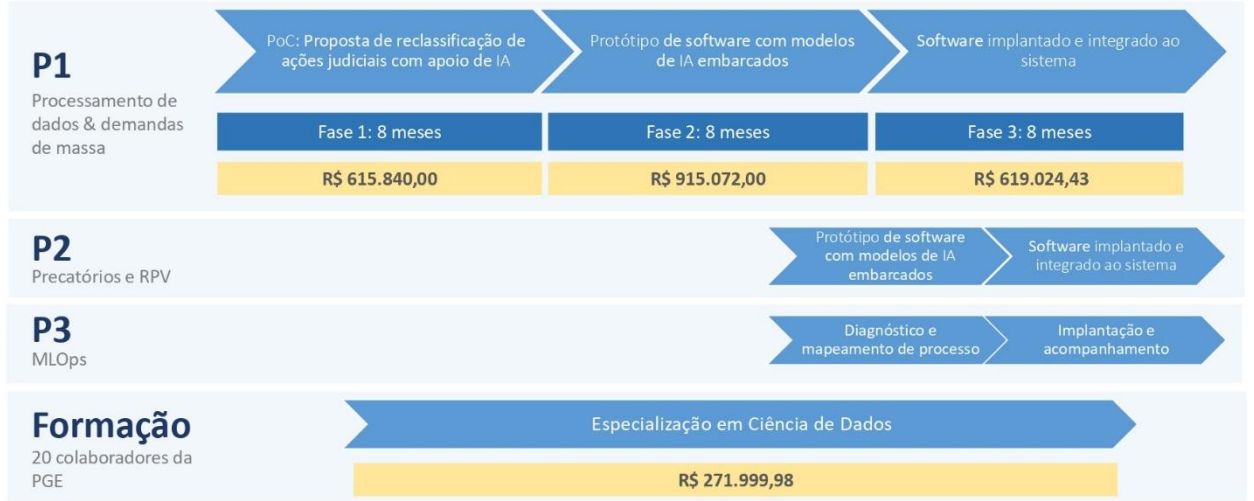 P1
Processamento de
dados & demandas
de massa
PoC: Proposta de reclassificação de
ações judiciais com apoio de IA
Protótipo de software com modelos
de IA embarcados
Software implantado e integrado ao
sistema
Fase 1: 8 meses
Fase 2: 8 meses
Fase 3: 8 meses
R$ 615.840,00
R$ 915.072,00
R$ 619.024,43
P2
Precatórios e RPV
Protótipo de software
com modelos de IA
embarcados
Software implantado e
integrado ao sistema
P3
MLOps
Diagnóstico e
mapeamento de processo
Implantação e
acompanhamento
Formação
20 colaboradores da
PGE
Especialização em Ciência de Dados
R$ 271.999,98